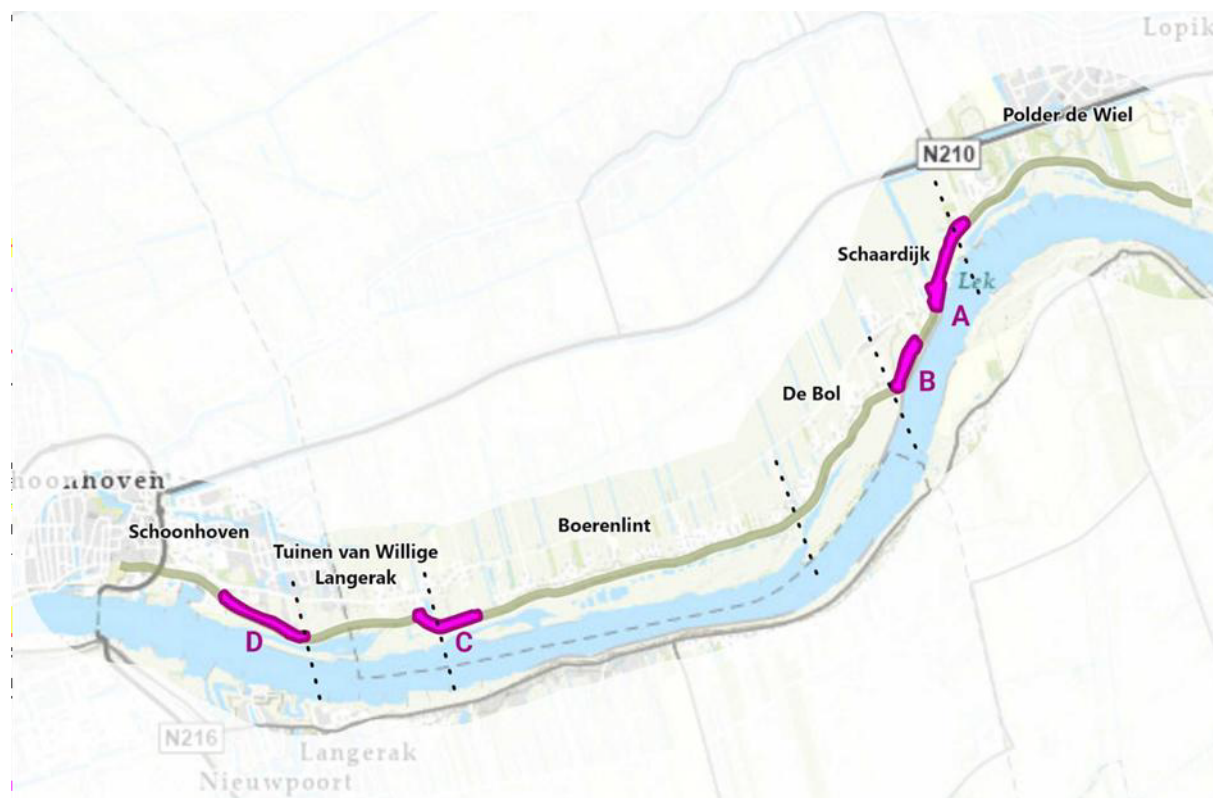 Lopik
Polder de Wiel
N210
Schaardijk
Lek
A
B
De Bol
hoonhoven
Schoonhoven
Boerenlint
Tuinen van Willige
Langerak
D
C
N216
Langerak
Nieuwpoort